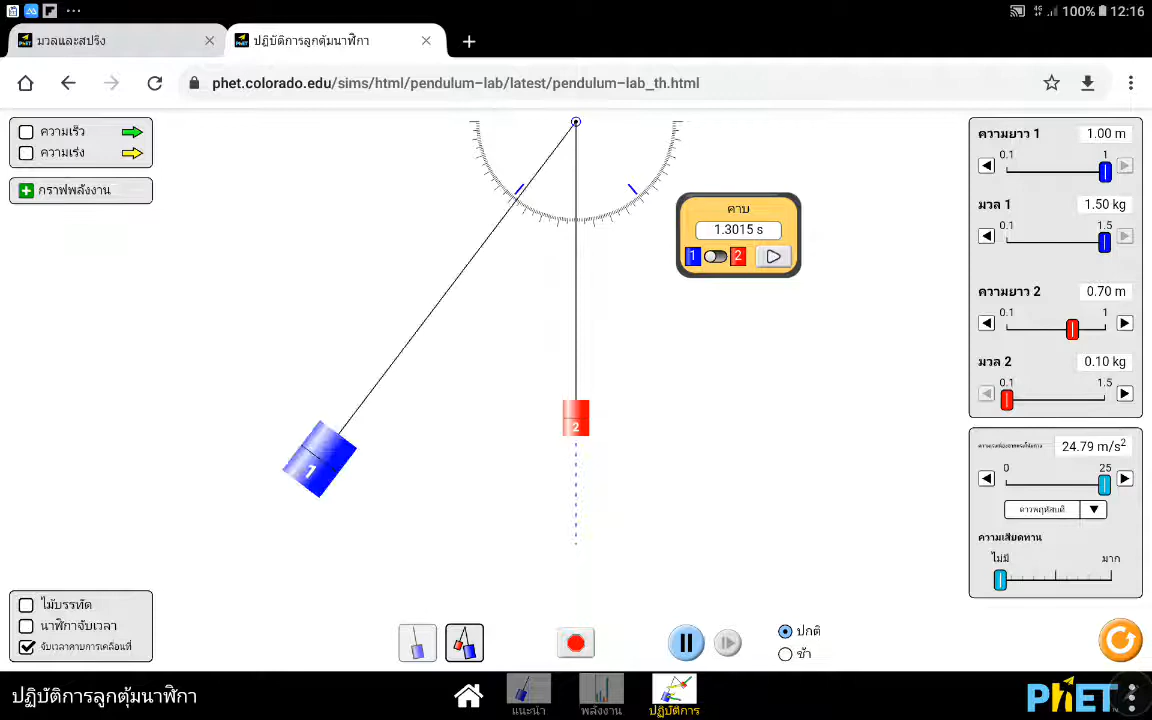 4G 100% 12:16
มวลและสปริง
ปฏิบัติการลูกตุ้มนาฬิกา
phet.colorado.edu/sims/html/pendulum-lab/latest/pendulum-lab_th.html
ความเร็ว
ความเร่ง
กราฟพลังงาน
คาบ
1.3015 s
1 2
ความยาว 1 1.00 m
0.1 1
มวล 1 1.50 kg
0.1 1.5
ความยาว 2 0.70 m
0.1 1
มวล 2 0.10 kg
0.1 1.5
24.79 m/s²
0 25
ดาวพฤหัสบดี
ความเสียดทาน
ไม่มี มาก
1
2
ไม้บรรทัด
นาฬิกาจับเวลา
จับเวลาคาบการเคลื่อนที่
ปกติ
ช้า
ปฏิบัติการลูกตุ้มนาฬิกา
แนะนำ
พลังงาน
ปฏิบัติการ
PhET